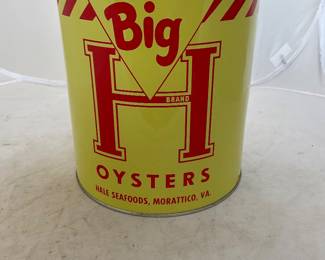 Big
H
BRAND
OYSTERS
HALE SEAFOODS, MORATTICO, VA.